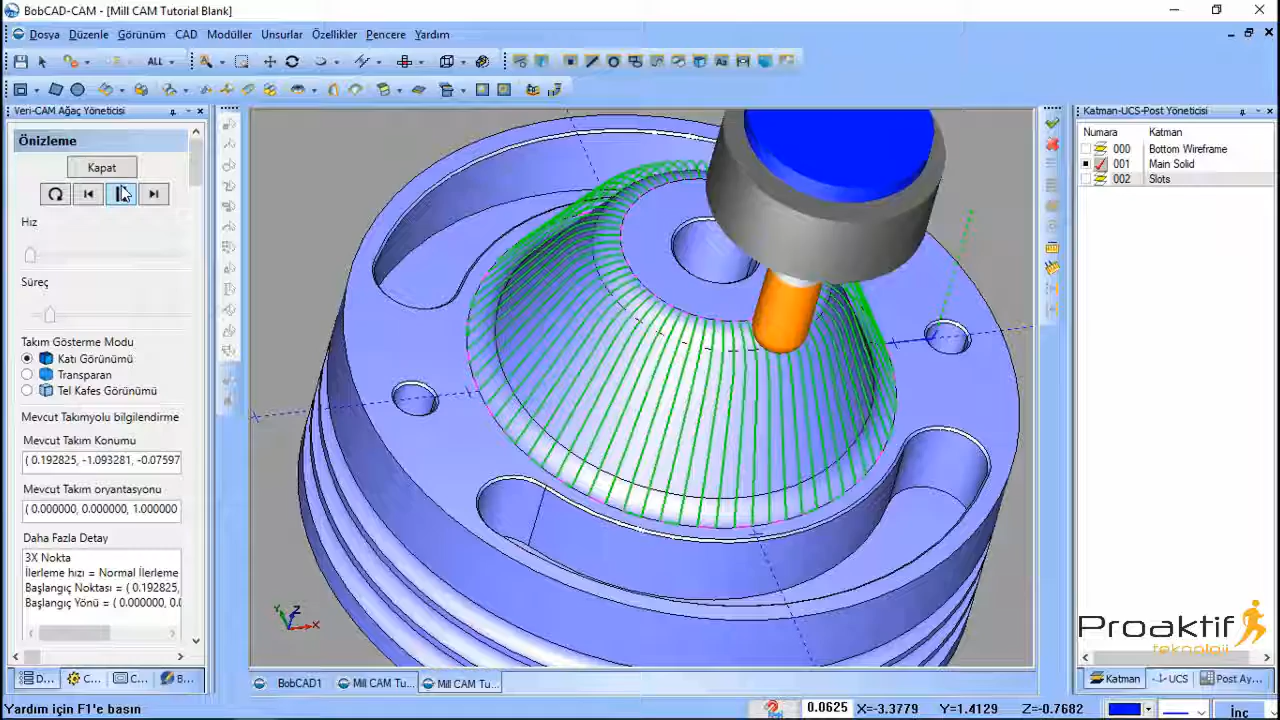 BobCAD-CAM - [Mill CAM Tutorial Blank]
Dosya Düzenle Görünüm CAD Modüller Unsurlar Özellikler Pencere Yardım
ALL
Aa
Veri-CAM Ağaç Yöneticisi
Önizleme
Kapat
Hız
Süreç
Takım Gösterme Modu
Katı Görünümü
Transparan
Tel Kafes Görünümü
Mevcut Takımyolu bilgilendirme
Mevcut Takım Konumu
( 0.192825, -1.093281, -0.07597
Mevcut Takım oryantasyonu
( 0.000000, 0.000000, 1.000000
Daha Fazla Detay
3X Nokta
İlerleme hızı = Normal İlerleme
Başlangıç Noktası = ( 0.192825,
Başlangıç Yönü = ( 0.000000, 0.0
D... C... C... B...
Y Z X
BobCAD1 Mill CAM Tu... Mill CAM Tu...
Katman-UCS-Post Yöneticisi
Numara Katman
000 Bottom Wireframe
001 Main Solid
002 Slots
Proaktif
teknoloji
Katman UCS Post Ay...
Yardım için F1'e basın
0.0625 X=-3.3779 Y=1.4129 Z=-0.7682 İnç